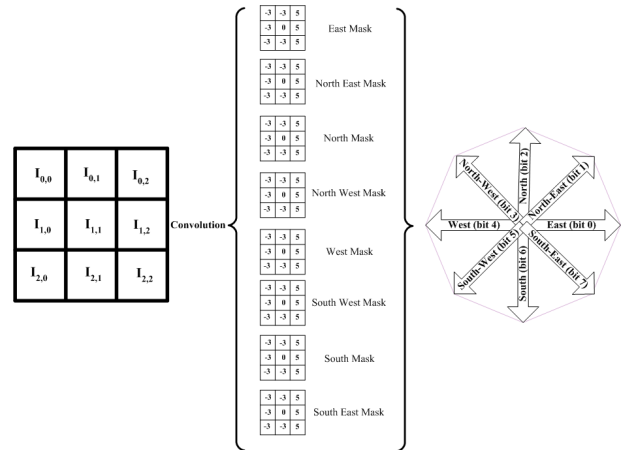 I0,0 I0,1 I0,2
I1,0 I1,1 I1,2
I2,0 I2,1 I2,2
Convolution
-3 -3 5
-3 0 5
-3 -3 5
East Mask
-3 -3 5
-3 0 5
-3 -3 5
North East Mask
-3 -3 5
-3 0 5
-3 -3 5
North Mask
-3 -3 5
-3 0 5
-3 -3 5
North West Mask
-3 -3 5
-3 0 5
-3 -3 5
West Mask
-3 -3 5
-3 0 5
-3 -3 5
South West Mask
-3 -3 5
-3 0 5
-3 -3 5
South Mask
-3 -3 5
-3 0 5
-3 -3 5
South East Mask
North-West (bit 3)
North (bit 2)
North-East (bit 1)
West (bit 4)
East (bit 0)
South-West (bit 5)
South (bit 6)
South-East (bit 7)